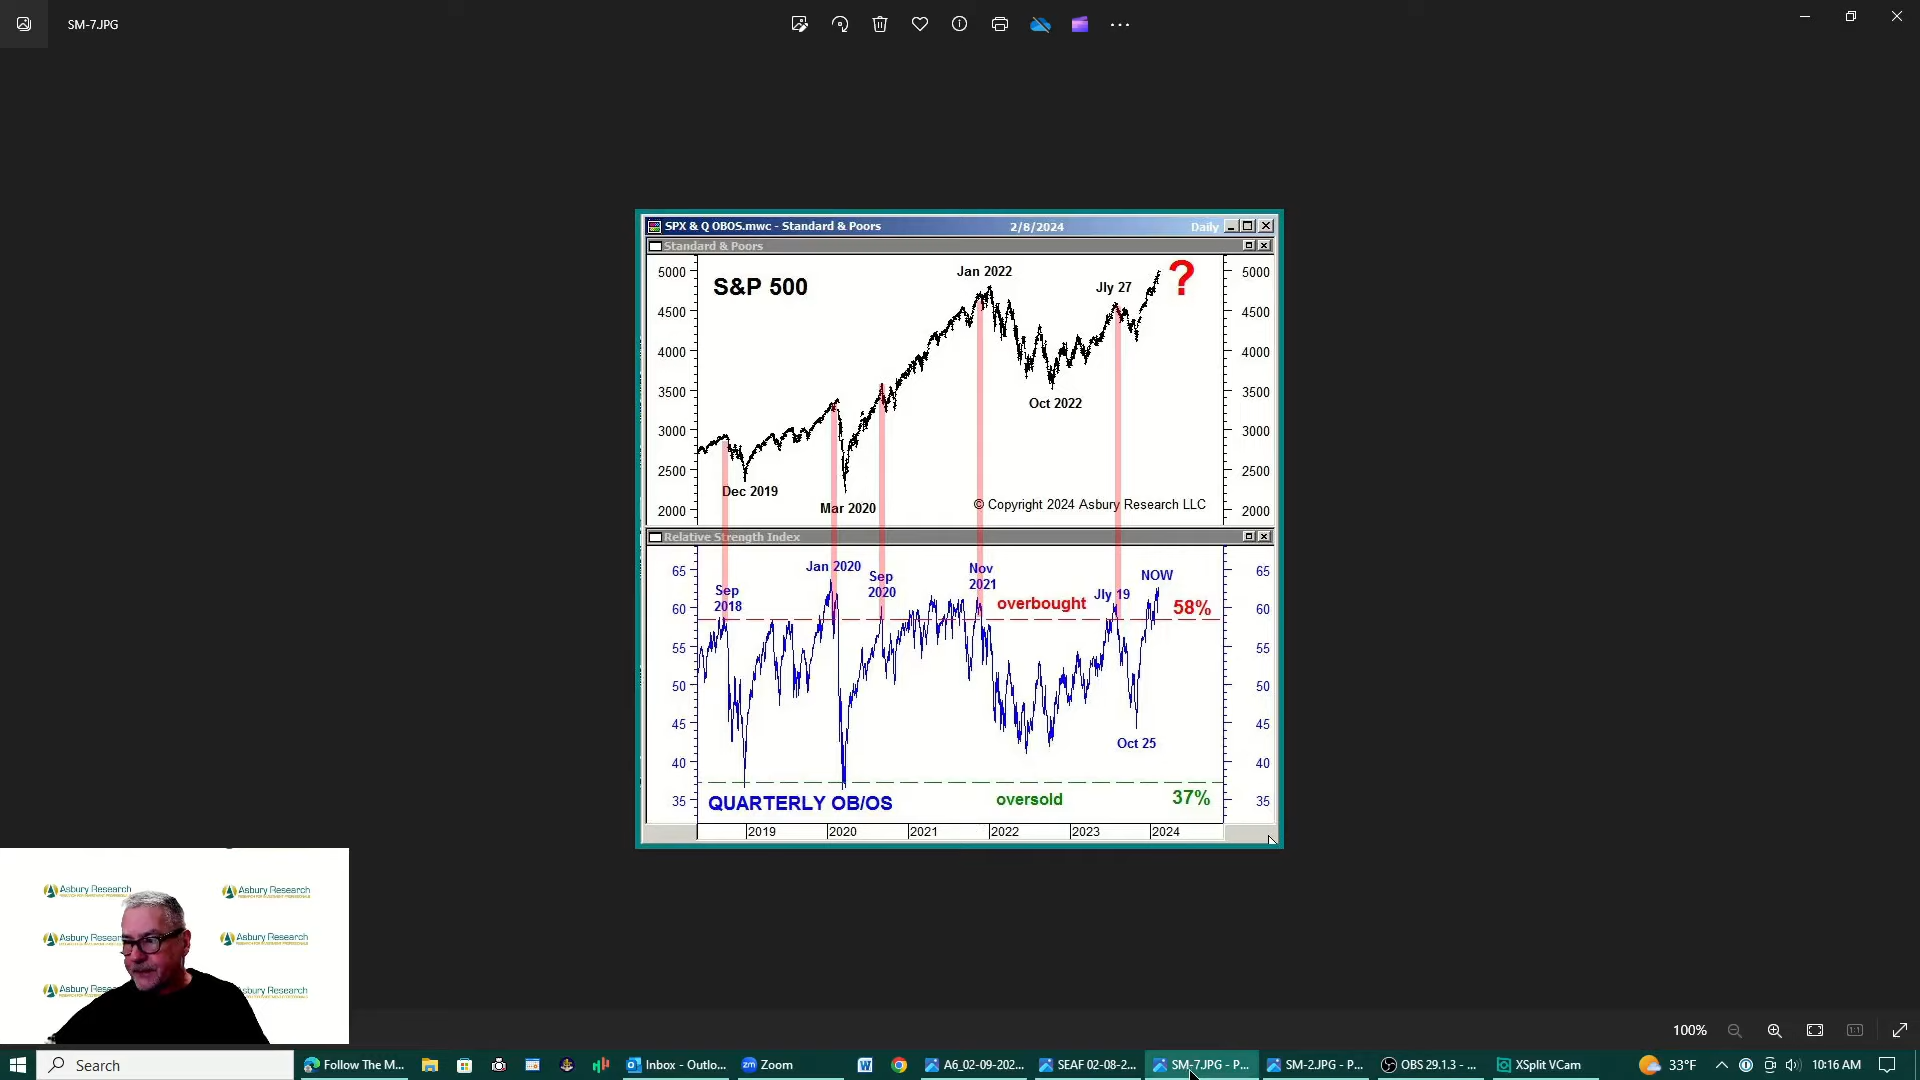 SM-7.JPG
SPX & Q OBOS.mwc - Standard & Poors 2/8/2024 Daily
Standard & Poors
S&P 500
Jan 2022
Jly 27
?
5000 5000
4500 4500
4000 4000
3500 3500
3000 3000
2500 2500
2000 2000
Oct 2022
Dec 2019
Mar 2020
© Copyright 2024 Asbury Research LLC
Relative Strength Index
65 65
60 60
55 55
50 50
45 45
40 40
35 35
Sep
2018
Jan 2020
Sep
2020
Nov
2021
overbought
Jly 19
NOW
58%
Oct 25
QUARTERLY OB/OS
oversold
37%
2019 2020 2021 2022 2023 2024
Asbury Research
Asbury Research
Asbury Researc
Asbury Research
Asbury Rese
Asbury Research
100%
Search
Follow The M...
Inbox - Outlo...
Zoom
A6_02-09-202...
SEAF 02-08-2...
SM-7.JPG - P...
SM-2.JPG - P...
OBS 29.1.3 - ...
XSplit VCam
33°F
10:16 AM